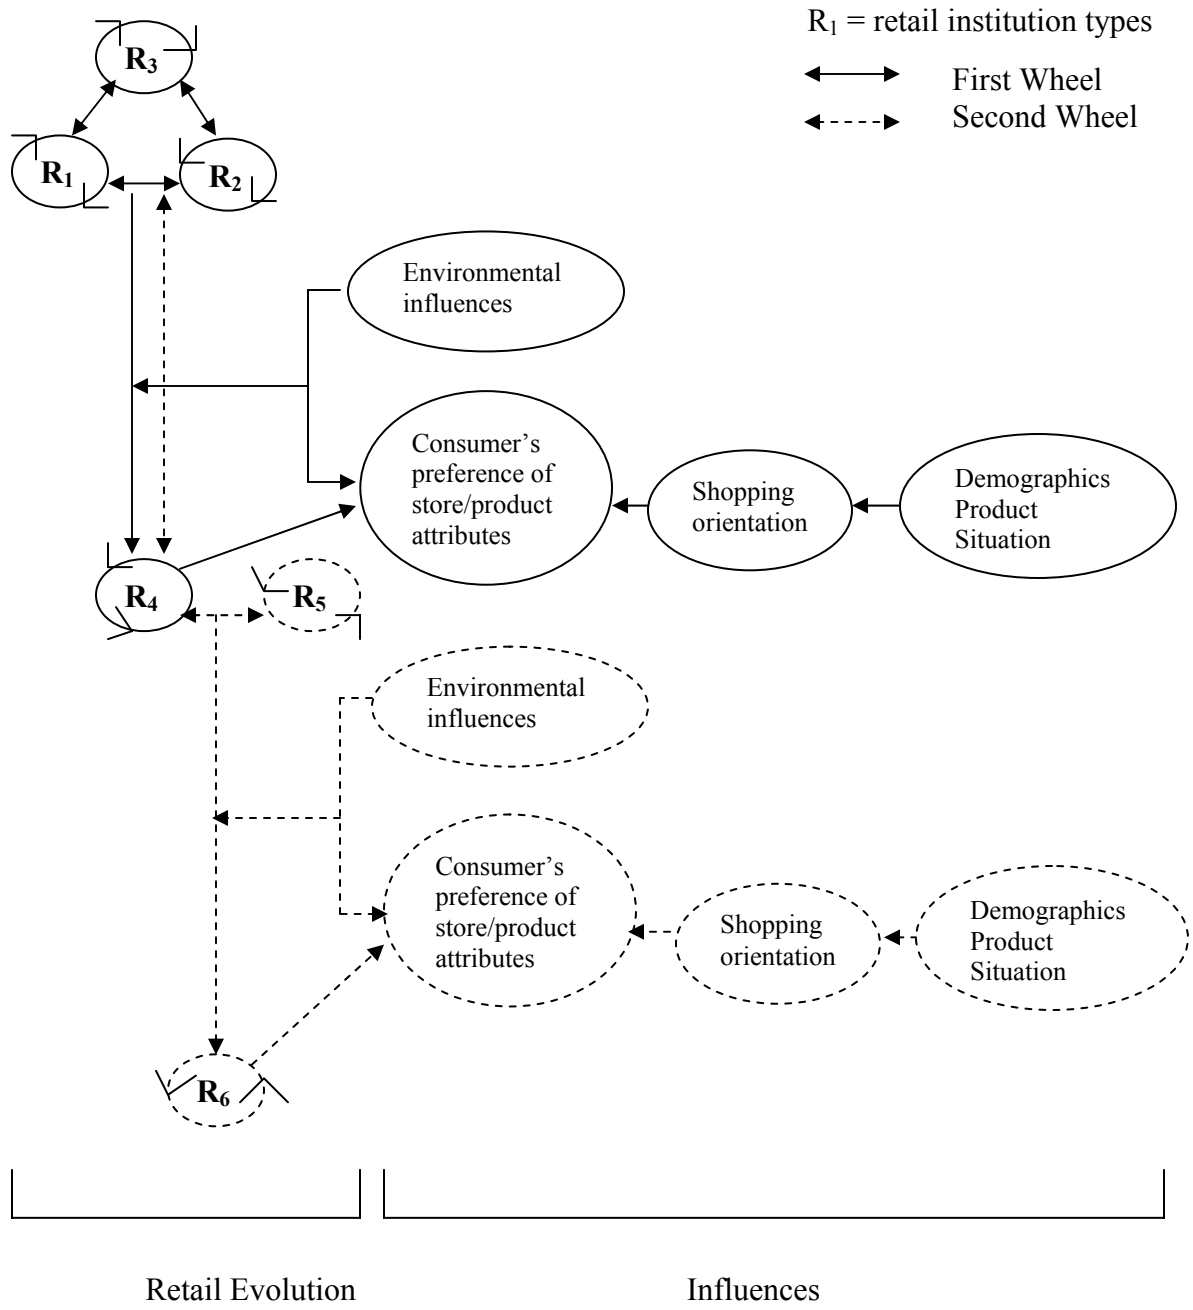 R1 = retail institution types
First Wheel
Second Wheel
R3
R1
R2
Environmental
influences
Consumer’s
preference of
store/product
attributes
Shopping
orientation
Demographics
Product
Situation
R4
R5
Environmental
influences
Consumer’s
preference of
store/product
attributes
Shopping
orientation
Demographics
Product
Situation
R6
Retail Evolution
Influences